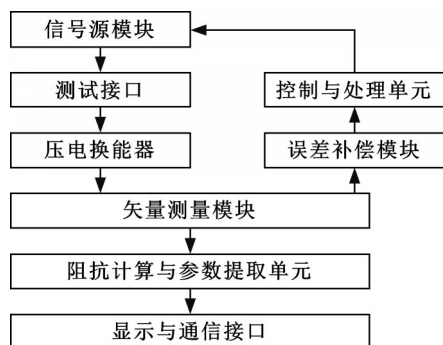 信号源模块
测试接口
控制与处理单元
压电换能器
误差补偿模块
矢量测量模块
阻抗计算与参数提取单元
显示与通信接口